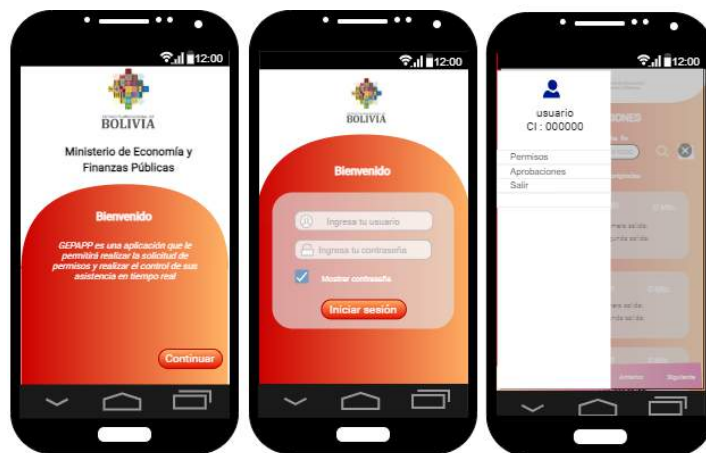 12:00
BOLIVIA
Ministerio de Economía y
Finanzas Públicas
Bienvenido
GEPAPP es una aplicación que le
permitirá realizar la solicitud de
permisos y realizar el control de sus
asistencia en tiempo real
Continuar
12:00
BOLIVIA
Bienvenido
Ingresa tu usuario
Ingresa tu contraseña
Mostrar contraseña
Iniciar sesión
12:00
usuario
CI : 000000
Permisos
Aprobaciones
Salir
Anterior
Siguiente